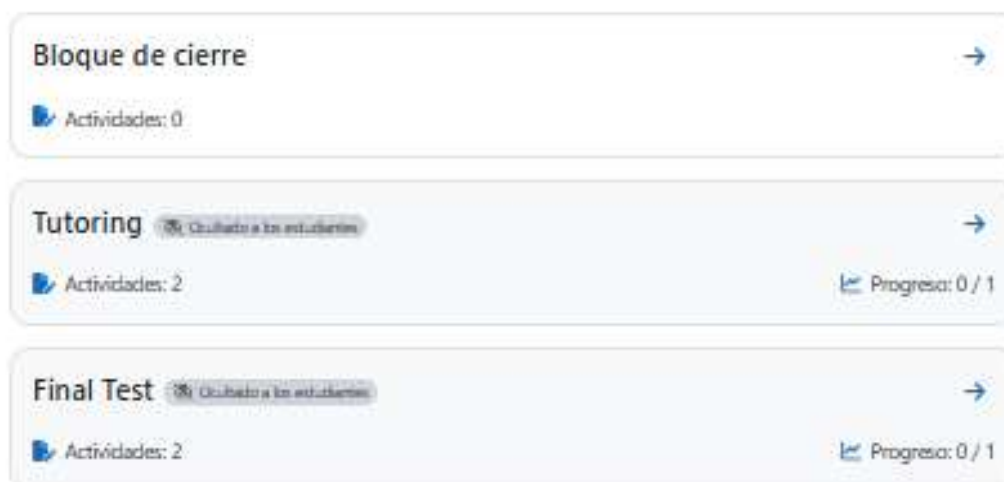 Bloque de cierre
Actividades: 0
Tutoring Ocultado a los estudiantes
Actividades: 2 Progreso: 0 / 1
Final Test Ocultado a los estudiantes
Actividades: 2 Progreso: 0 / 1